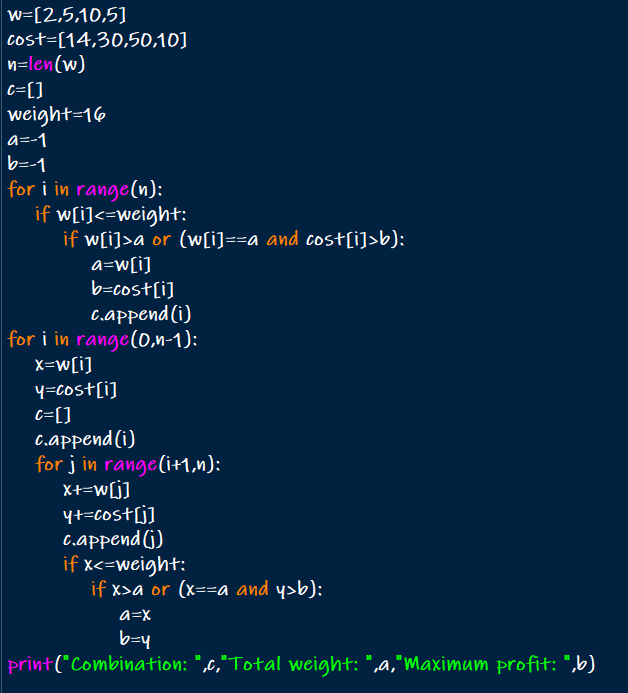 w=[2,5,10,5]
cost=[14,30,50,10]
n=len(w)
c=[]
weight=16
a=-1
b=-1
for i in range(n):
    if w[i]<=weight:
        if w[i]>a or (w[i]==a and cost[i]>b):
            a=w[i]
            b=cost[i]
            c.append(i)
for i in range(0,n-1):
    x=w[i]
    y=cost[i]
    c=[]
    c.append(i)
    for j in range(i+1,n):
        x+=w[j]
        y+=cost[j]
        c.append(j)
        if x<=weight:
            if x>a or (x==a and y>b):
                a=x
                b=y
print("Combination: ",c,"Total weight: ",a,"Maximum profit: ",b)